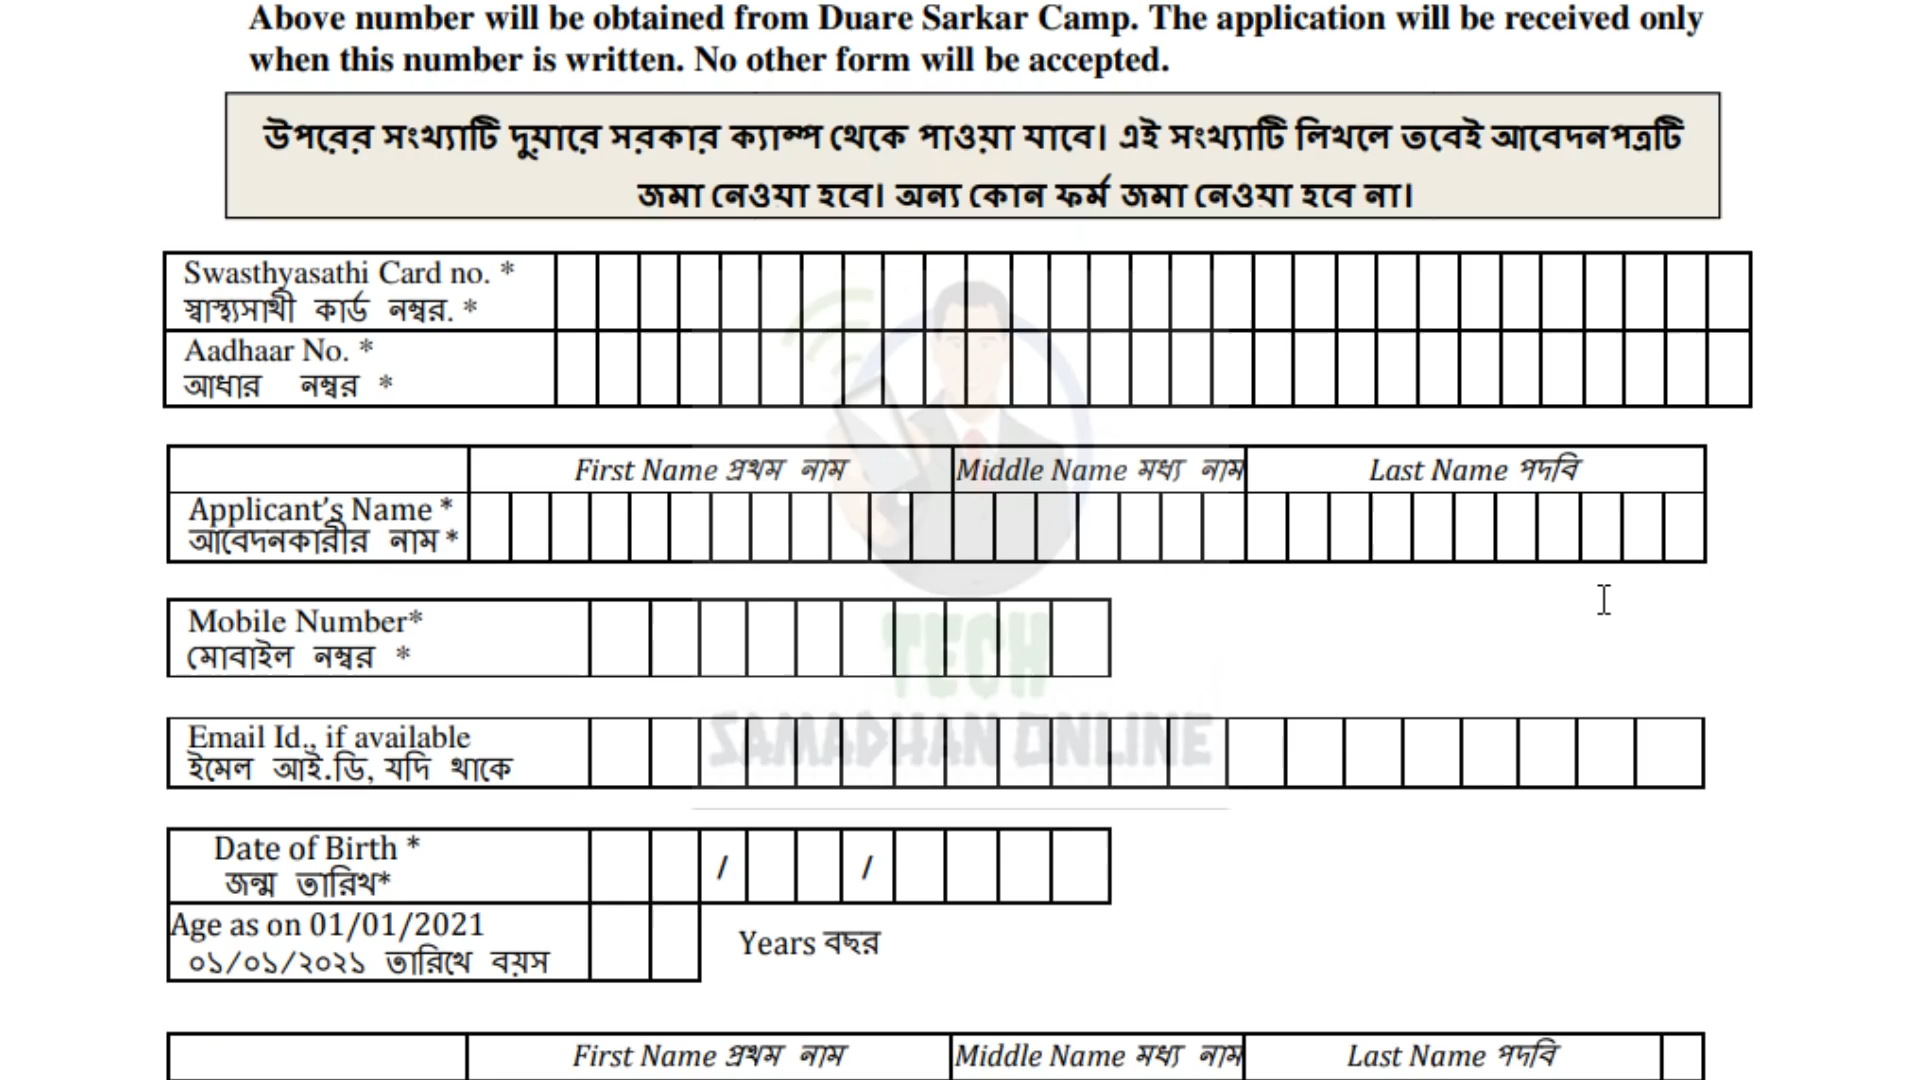 Above number will be obtained from Duare Sarkar Camp. The application will be received only
when this number is written. No other form will be accepted.
উপরের সংখ্যাটি দুয়ারে সরকার ক্যাম্প থেকে পাওয়া যাবে। এই সংখ্যাটি লিখলে তবেই আবেদনপত্রটি
জমা নেওয়া হবে। অন্য কোন ফর্ম জমা নেওয়া হবে না।
Swasthyasathi Card no. *
স্বাস্থ্যসাথী কার্ড নম্বর. *
Aadhaar No. *
আধার নম্বর *
First Name প্রথম নাম Middle Name মধ্য নাম Last Name পদবি
Applicant's Name *
আবেদনকারীর নাম *
Mobile Number*
মোবাইল নম্বর *
TECH
SAMADHAN ONLINE
Email Id., if available
ইমেল আই.ডি, যদি থাকে
Date of Birth * / /
জন্ম তারিখ*
Age as on 01/01/2021
০১/০১/২০২১ তারিখে বয়স
Years বছর
First Name প্রথম নাম Middle Name মধ্য নাম Last Name পদবি